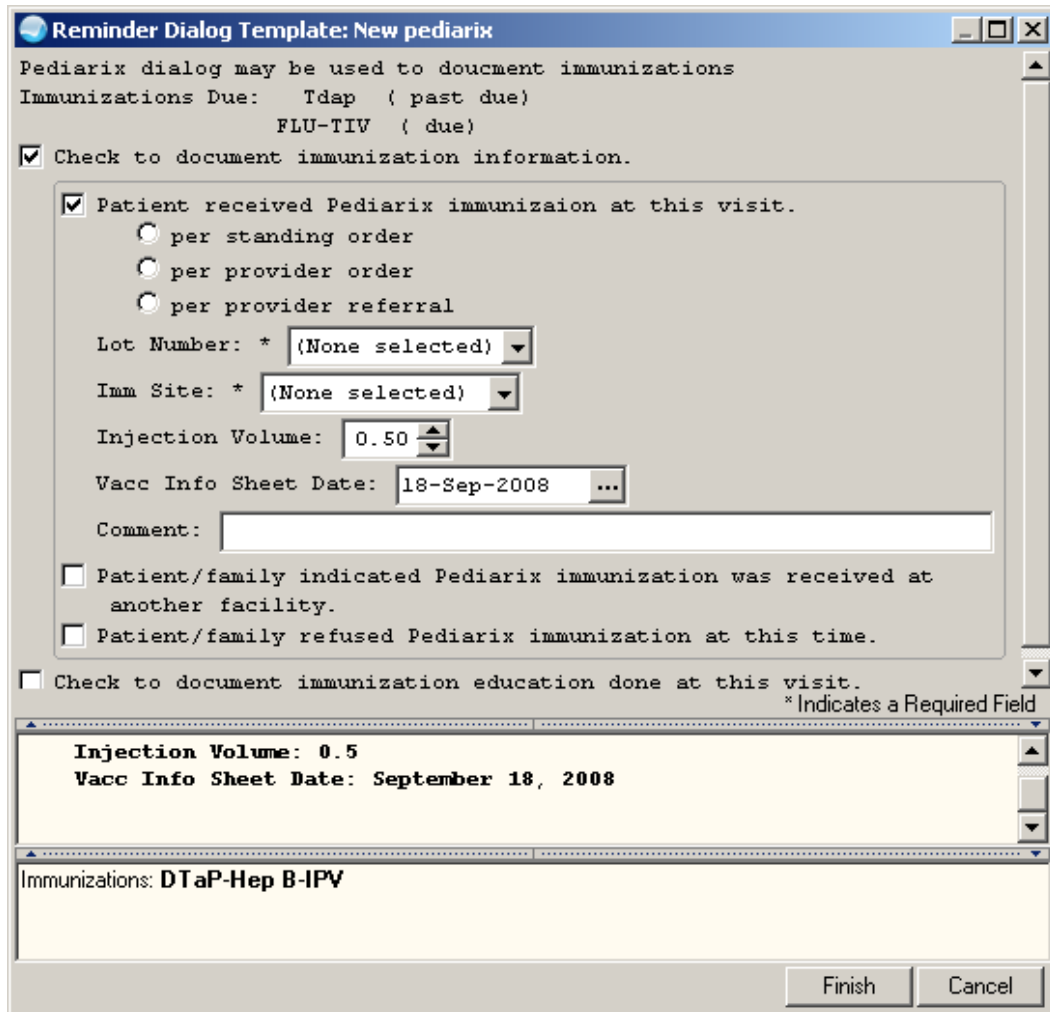 Reminder Dialog Template: New pediarix
Pediarix dialog may be used to doucment immunizations
Immunizations Due: Tdap ( past due)
FLU-TIV ( due)
Check to document immunization information.
Patient received Pediarix immunizaion at this visit.
per standing order
per provider order
per provider referral
Lot Number: * (None selected)
Imm Site: * (None selected)
Injection Volume: 0.50
Vacc Info Sheet Date: 18-Sep-2008 ...
Comment:
Patient/family indicated Pediarix immunization was received at
another facility.
Patient/family refused Pediarix immunization at this time.
Check to document immunization education done at this visit.
* Indicates a Required Field
Injection Volume: 0.5
Vacc Info Sheet Date: September 18, 2008
Immunizations: DTaP-Hep B-IPV
Finish Cancel